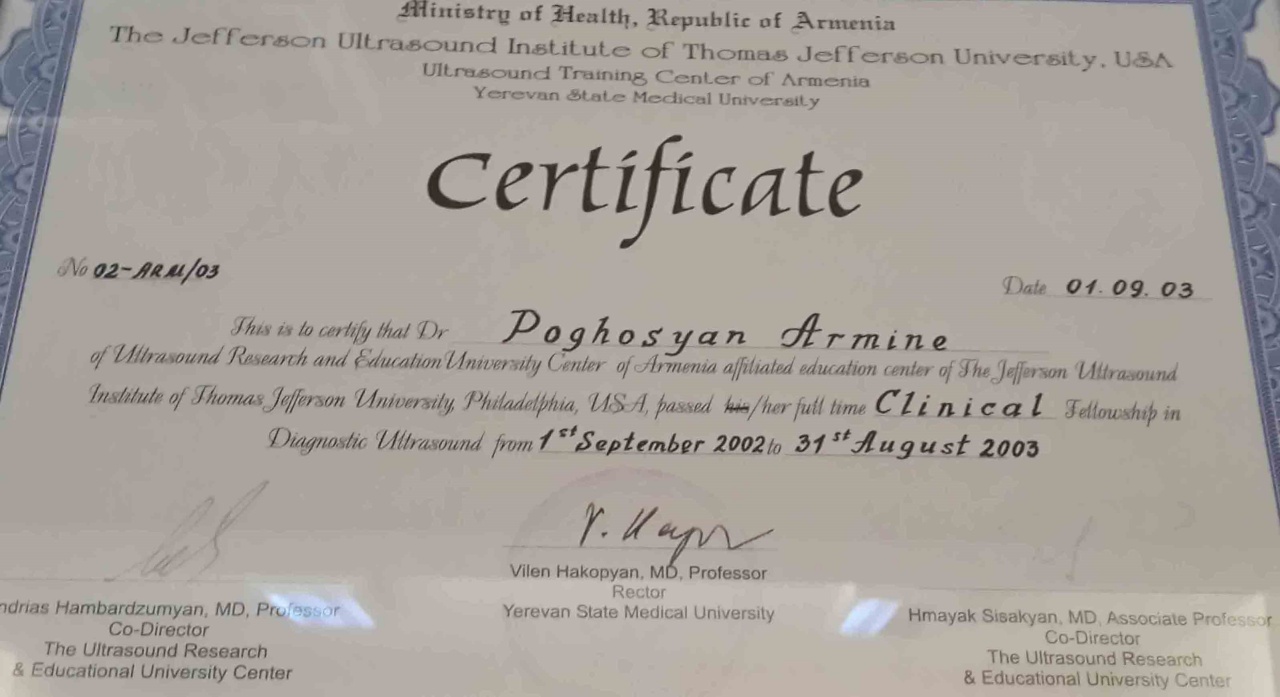 Ministry of Health, Republic of Armenia
The Jefferson Ultrasound Institute of Thomas Jefferson University, USA
Ultrasound Training Center of Armenia
Yerevan State Medical University
Certificate
No 02-ARM/03
Date 01.09.03
This is to certify that Dr Poghosyan Armine
of Ultrasound Research and Education University Center of Armenia affiliated education center of The Jefferson Ultrasound
Institute of Thomas Jefferson University, Philadelphia, USA, passed his/her full time Clinical Fellowship in
Diagnostic Ultrasound from 1st September 2002 to 31st August 2003
Vilen Hakopyan, MD, Professor
Rector
Yerevan State Medical University
ndrias Hambardzumyan, MD, Professor
Co-Director
The Ultrasound Research
& Educational University Center
Hmayak Sisakyan, MD, Associate Professor
Co-Director
The Ultrasound Research
& Educational University Center